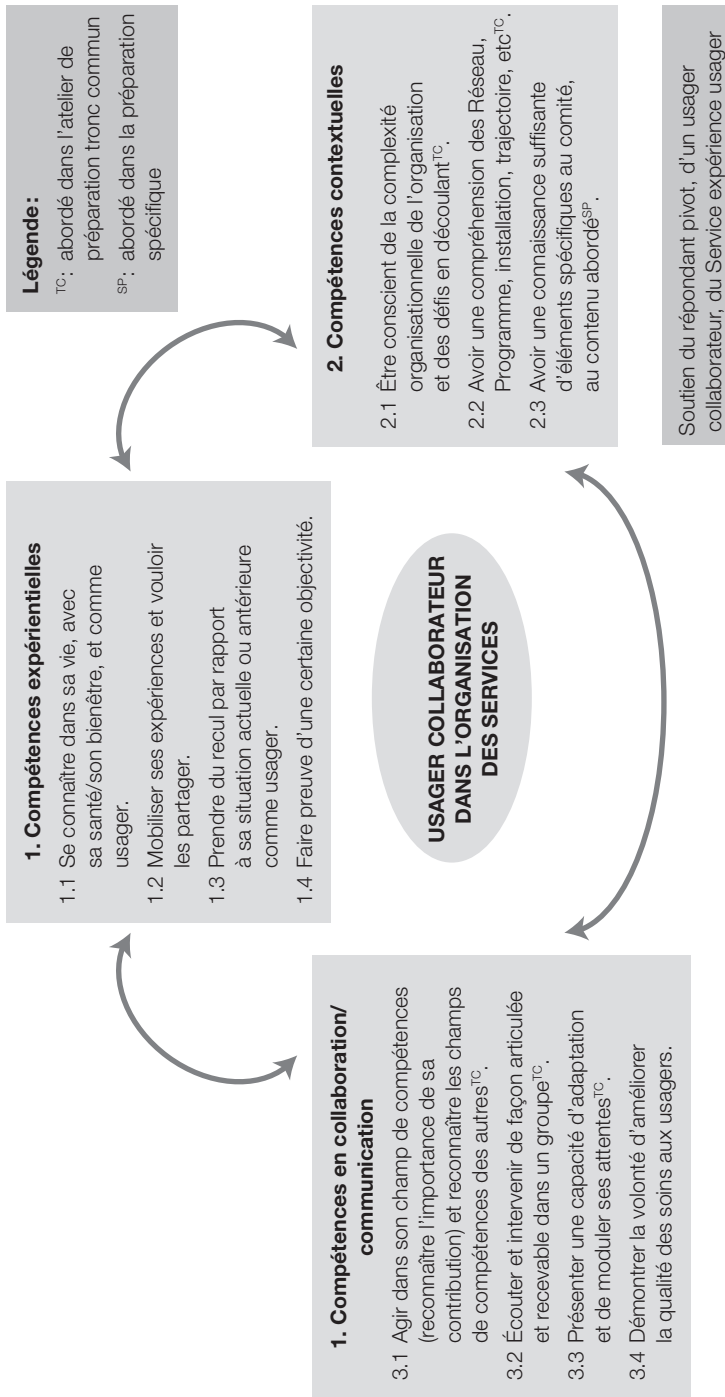 1. Compétences expérientielles
1.1 Se connaître dans sa vie, avec
sa santé/son bienêtre, et comme
usager.
1.2 Mobiliser ses expériences et vouloir
les partager.
1.3 Prendre du recul par rapport
à sa situation actuelle ou antérieure
comme usager.
1.4 Faire preuve d'une certaine objectivité.
Légende :
TC : abordé dans l'atelier de
préparation tronc commun
SP : abordé dans la préparation
spécifique
1. Compétences en collaboration/
communication
3.1 Agir dans son champ de compétences
(reconnaître l'importance de sa
contribution) et reconnaître les champs
de compétences des autresTC.
3.2 Écouter et intervenir de façon articulée
et recevable dans un groupeTC.
3.3 Présenter une capacité d'adaptation
et de moduler ses attentesTC.
3.4 Démontrer la volonté d'améliorer
la qualité des soins aux usagers.
USAGER COLLABORATEUR
DANS L'ORGANISATION
DES SERVICES
2. Compétences contextuelles
2.1 Être conscient de la complexité
organisationnelle de l'organisation
et des défis en découlantTC.
2.2 Avoir une compréhension des Réseau,
Programme, installation, trajectoire, etcTC.
2.3 Avoir une connaissance suffisante
d'éléments spécifiques au comité,
au contenu abordéSP.
Soutien du répondant pivot, d'un usager
collaborateur, du Service expérience usager